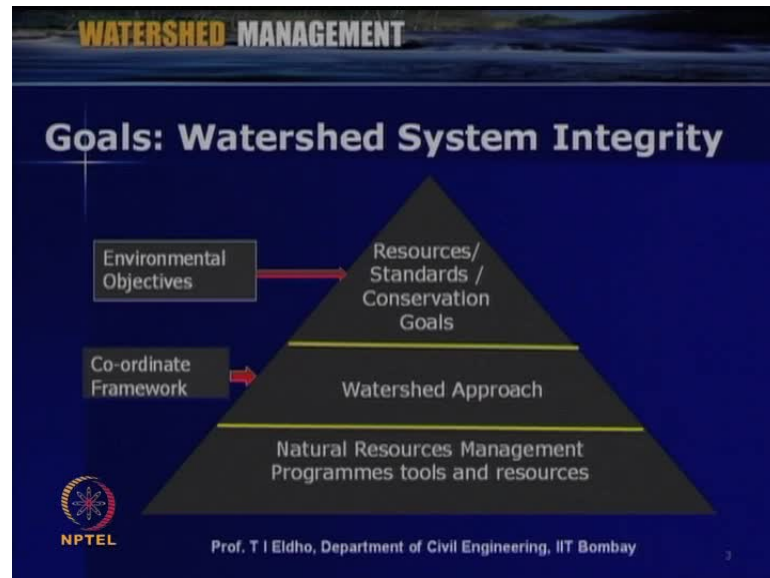 WATERSHED MANAGEMENT
Goals: Watershed System Integrity
Environmental
Objectives
Resources/
Standards /
Conservation
Goals
Co-ordinate
Framework
Watershed Approach
Natural Resources Management
Programmes tools and resources
NPTEL
Prof. T I Eldho, Department of Civil Engineering, IIT Bombay
3